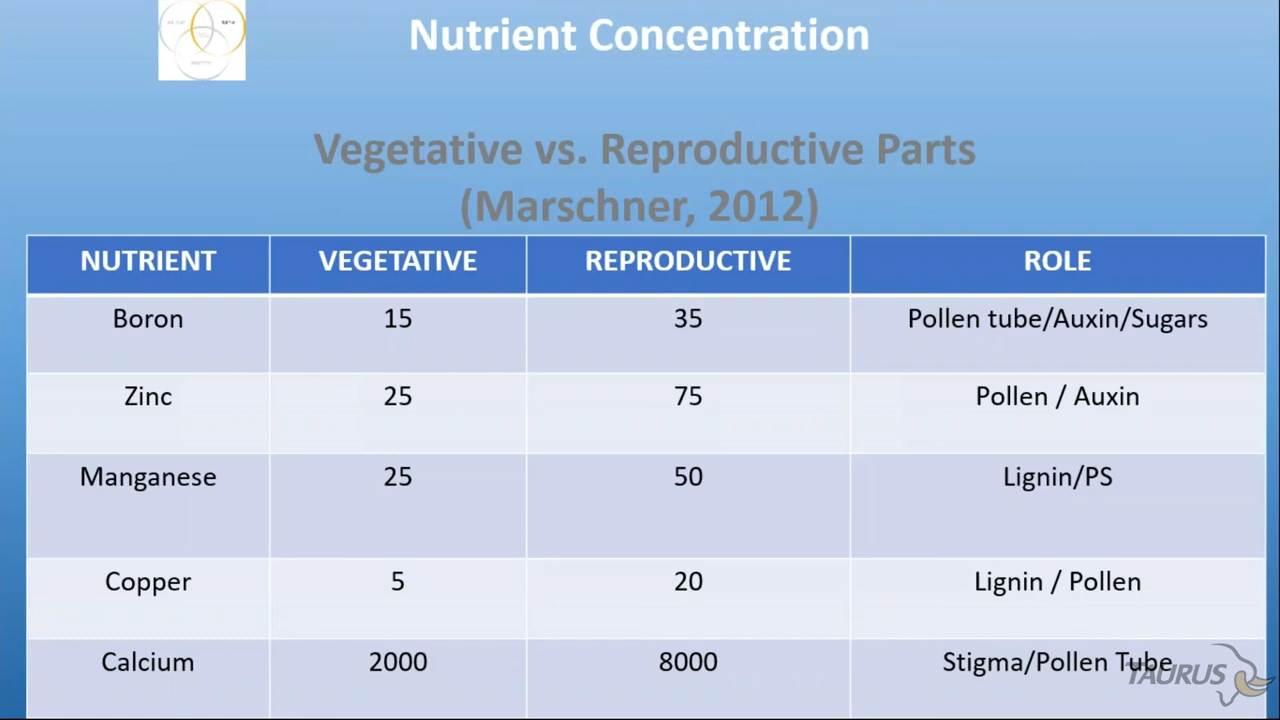 Nutrient Concentration
Vegetative vs. Reproductive Parts
(Marschner, 2012)
NUTRIENT VEGETATIVE REPRODUCTIVE ROLE
Boron 15 35 Pollen tube/Auxin/Sugars
Zinc 25 75 Pollen / Auxin
Manganese 25 50 Lignin/PS
Copper 5 20 Lignin / Pollen
Calcium 2000 8000 Stigma/Pollen Tube
TAURUS